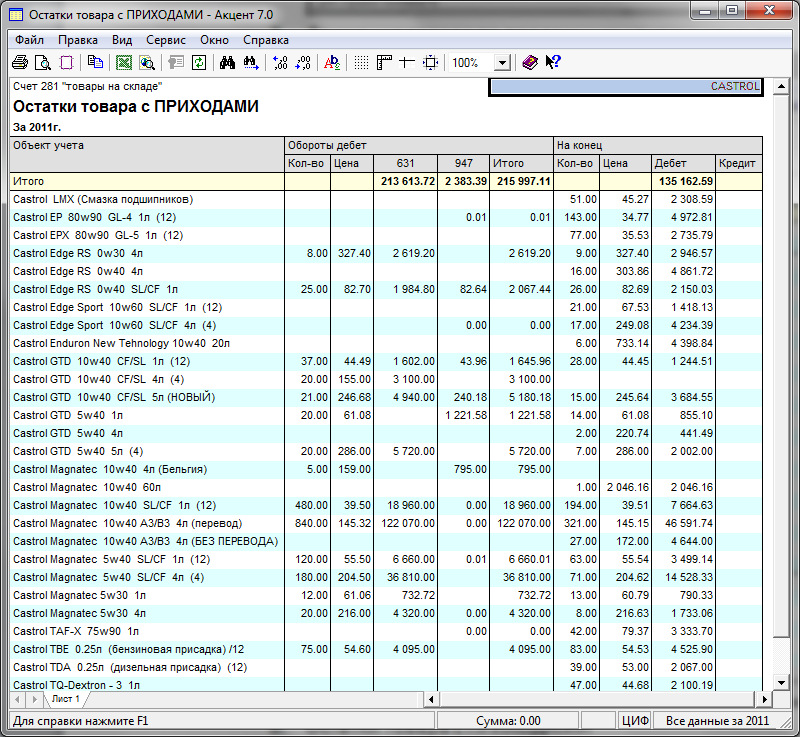 Остатки товара с ПРИХОДАМИ - Акцент 7.0
Файл Правка Вид Сервис Окно Справка
100%
Счет 281 "товары на складе"
CASTROL
Остатки товара с ПРИХОДАМИ
За 2011г.
Объект учета Обороты дебет На конец
Кол-во Цена 631 947 Итого Кол-во Цена Дебет Кредит
Итого 213 613.72 2 383.39 215 997.11 135 162.59
Castrol LMX (Смазка подшипников) 51.00 45.27 2 308.59
Castrol EP 80w90 GL-4 1л (12) 0.01 0.01 143.00 34.77 4 972.81
Castrol EPX 80w90 GL-5 1л (12) 77.00 35.53 2 735.79
Castrol Edge RS 0w30 4л 8.00 327.40 2 619.20 2 619.20 9.00 327.40 2 946.57
Castrol Edge RS 0w40 4л 16.00 303.86 4 861.72
Castrol Edge RS 0w40 SL/CF 1л 25.00 82.70 1 984.80 82.64 2 067.44 26.00 82.69 2 150.03
Castrol Edge Sport 10w60 SL/CF 1л (12) 21.00 67.53 1 418.13
Castrol Edge Sport 10w60 SL/CF 4л (4) 0.00 0.00 17.00 249.08 4 234.39
Castrol Enduron New Tehnology 10w40 20л 6.00 733.14 4 398.84
Castrol GTD 10w40 CF/SL 1л (12) 37.00 44.49 1 602.00 43.96 1 645.96 28.00 44.45 1 244.51
Castrol GTD 10w40 CF/SL 4л (4) 20.00 155.00 3 100.00 3 100.00
Castrol GTD 10w40 CF/SL 5л (НОВЫЙ) 21.00 246.68 4 940.00 240.18 5 180.18 15.00 245.64 3 684.55
Castrol GTD 5w40 1л 20.00 61.08 1 221.58 1 221.58 14.00 61.08 855.10
Castrol GTD 5w40 4л 2.00 220.74 441.49
Castrol GTD 5w40 5л (4) 20.00 286.00 5 720.00 5 720.00 7.00 286.00 2 002.00
Castrol Magnatec 10w40 4л (Бельгия) 5.00 159.00 795.00 795.00
Castrol Magnatec 10w40 60л 1.00 2 046.16 2 046.16
Castrol Magnatec 10w40 SL/CF 1л (12) 480.00 39.50 18 960.00 0.00 18 960.00 194.00 39.51 7 664.63
Castrol Magnatec 10w40 A3/B3 4л (перевод) 840.00 145.32 122 070.00 0.00 122 070.00 321.00 145.15 46 591.74
Castrol Magnatec 10w40 A3/B3 4л (БЕЗ ПЕРЕВОДА) 27.00 172.00 4 644.00
Castrol Magnatec 5w40 SL/CF 1л (12) 120.00 55.50 6 660.00 0.01 6 660.01 63.00 55.54 3 499.14
Castrol Magnatec 5w40 SL/CF 4л (4) 180.00 204.50 36 810.00 36 810.00 71.00 204.62 14 528.33
Castrol Magnatec 5w30 1л 12.00 61.06 732.72 732.72 13.00 60.79 790.33
Castrol Magnatec 5w30 4л 20.00 216.00 4 320.00 0.00 4 320.00 8.00 216.63 1 733.06
Castrol TAF-X 75w90 1л 0.00 0.00 42.00 79.37 3 333.70
Castrol TBE 0.25л (бензиновая присадка) /12 75.00 54.60 4 095.00 4 095.00 83.00 54.53 4 525.90
Castrol TDA 0.25л (дизельная присадка) (12) 39.00 53.00 2 067.00
Castrol TQ-Dextron - 3 1л 47.00 44.68 2 100.19
Лист 1
Для справки нажмите F1 Сумма: 0.00 ЦИФ Все данные за 2011